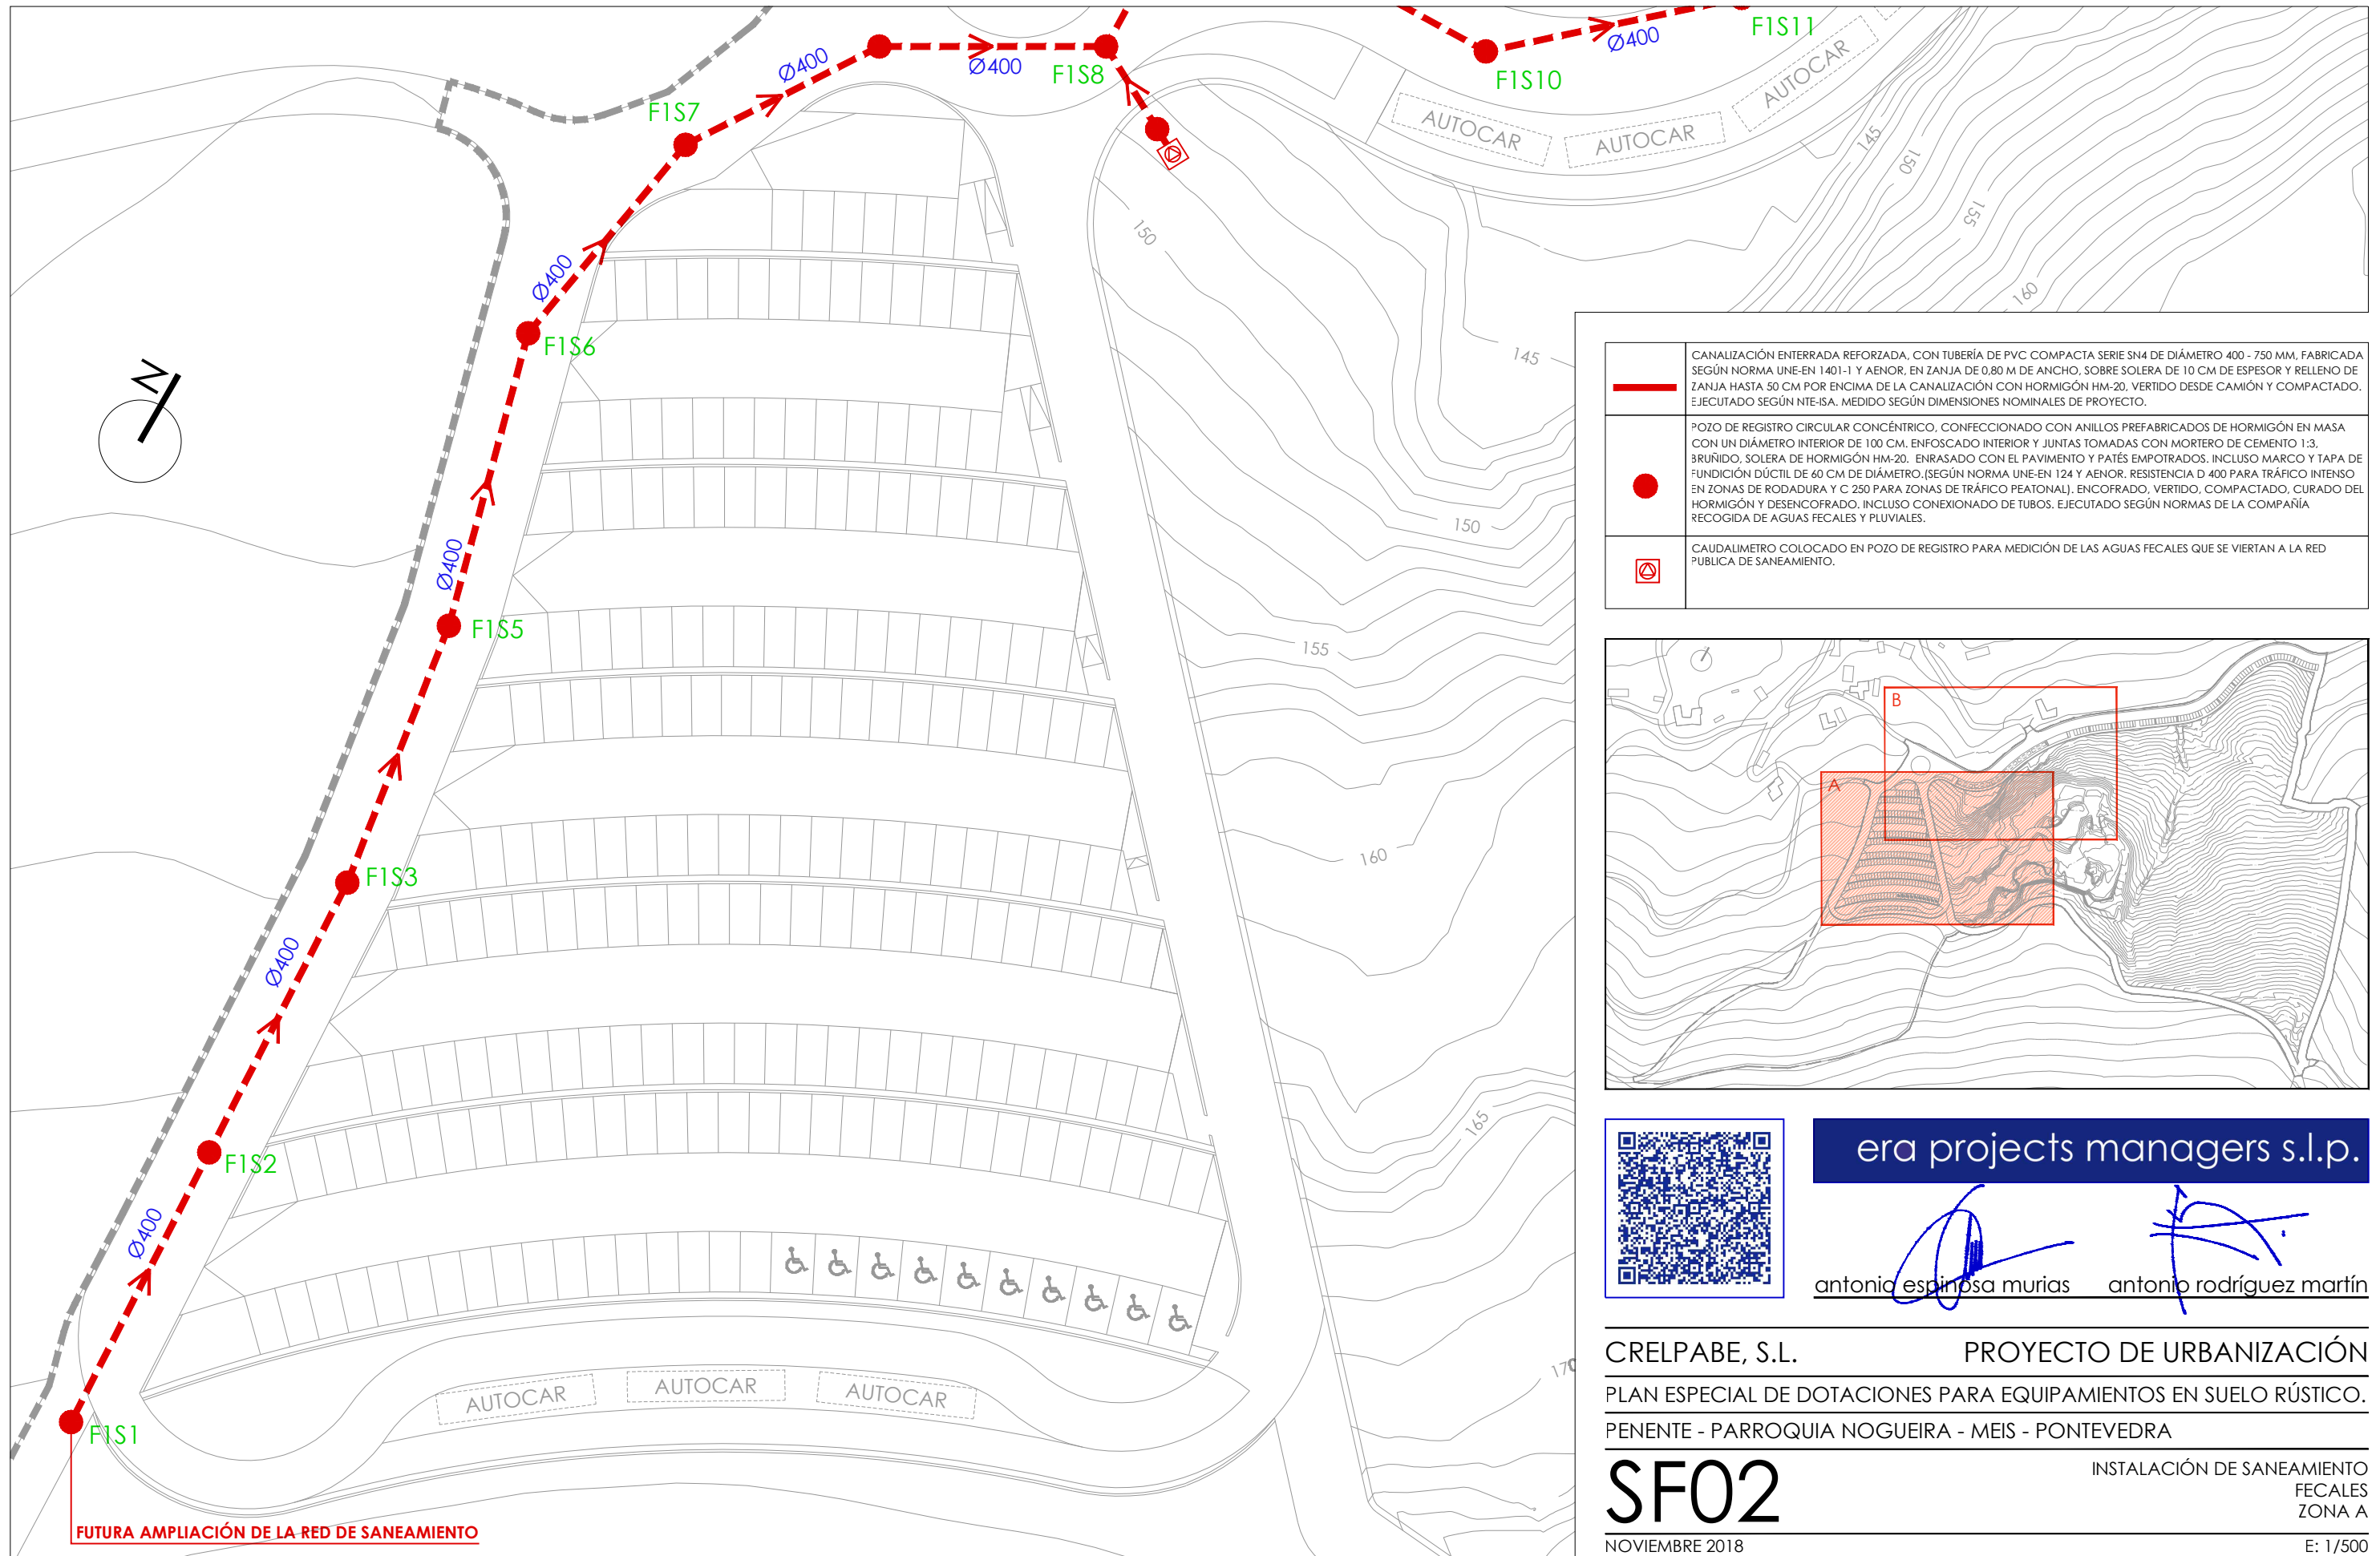 Ø400
F1S11
Ø400
Ø400
F1S8
F1S10
AUTOCAR
F1S7
AUTOCAR
AUTOCAR
145
150
155
150
Ø400
160
F1S6
145
N
150
Ø400
F1S5
155
160
F1S3
Ø400
165
F1S2
Ø400
170
AUTOCAR
AUTOCAR
AUTOCAR
F1S1
FUTURA AMPLIACIÓN DE LA RED DE SANEAMIENTO
CANALIZACIÓN ENTERRADA REFORZADA, CON TUBERÍA DE PVC COMPACTA SERIE SN4 DE DIÁMETRO 400 - 750 MM, FABRICADA
SEGÚN NORMA UNE-EN 1401-1 Y AENOR, EN ZANJA DE 0,80 M DE ANCHO, SOBRE SOLERA DE 10 CM DE ESPESOR Y RELLENO DE
ZANJA HASTA 50 CM POR ENCIMA DE LA CANALIZACIÓN CON HORMIGÓN HM-20, VERTIDO DESDE CAMIÓN Y COMPACTADO.
EJECUTADO SEGÚN NTE-ISA. MEDIDO SEGÚN DIMENSIONES NOMINALES DE PROYECTO.
POZO DE REGISTRO CIRCULAR CONCÉNTRICO, CONFECCIONADO CON ANILLOS PREFABRICADOS DE HORMIGÓN EN MASA
CON UN DIÁMETRO INTERIOR DE 100 CM. ENFOSCADO INTERIOR Y JUNTAS TOMADAS CON MORTERO DE CEMENTO 1:3.
BRUÑIDO, SOLERA DE HORMIGÓN HM-20. ENRASADO CON EL PAVIMENTO Y PATÉS EMPOTRADOS. INCLUSO MARCO Y TAPA DE
FUNDICIÓN DÚCTIL DE 60 CM DE DIÁMETRO.(SEGÚN NORMA UNE-EN 124 Y AENOR. RESISTENCIA D 400 PARA TRÁFICO INTENSO
EN ZONAS DE RODADURA Y C 250 PARA ZONAS DE TRÁFICO PEATONAL). ENCOFRADO, VERTIDO, COMPACTADO, CURADO DEL
HORMIGÓN Y DESENCOFRADO, INCLUSO CONEXIONADO DE TUBOS. EJECUTADO SEGÚN NORMAS DE LA COMPAÑÍA
RECOGIDA DE AGUAS FECALES Y PLUVIALES.
CAUDALIMETRO COLOCADO EN POZO DE REGISTRO PARA MEDICIÓN DE LAS AGUAS FECALES QUE SE VIERTAN A LA RED
PUBLICA DE SANEAMIENTO.
B
A
era projects managers s.l.p.
antonio espinosa murias antonio rodríguez martín
CRELPABE, S.L. PROYECTO DE URBANIZACIÓN
PLAN ESPECIAL DE DOTACIONES PARA EQUIPAMIENTOS EN SUELO RÚSTICO.
PENENTE - PARROQUIA NOGUEIRA - MEIS - PONTEVEDRA
SF02
INSTALACIÓN DE SANEAMIENTO
FECALES
ZONA A
NOVIEMBRE 2018 E: 1/500